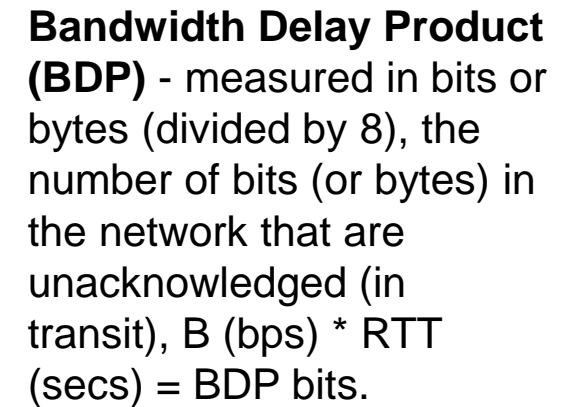 Bandwidth Delay Product
(BDP) - measured in bits or
bytes (divided by 8), the
number of bits (or bytes) in
the network that are
unacknowledged (in
transit), B (bps) * RTT
(secs) = BDP bits.